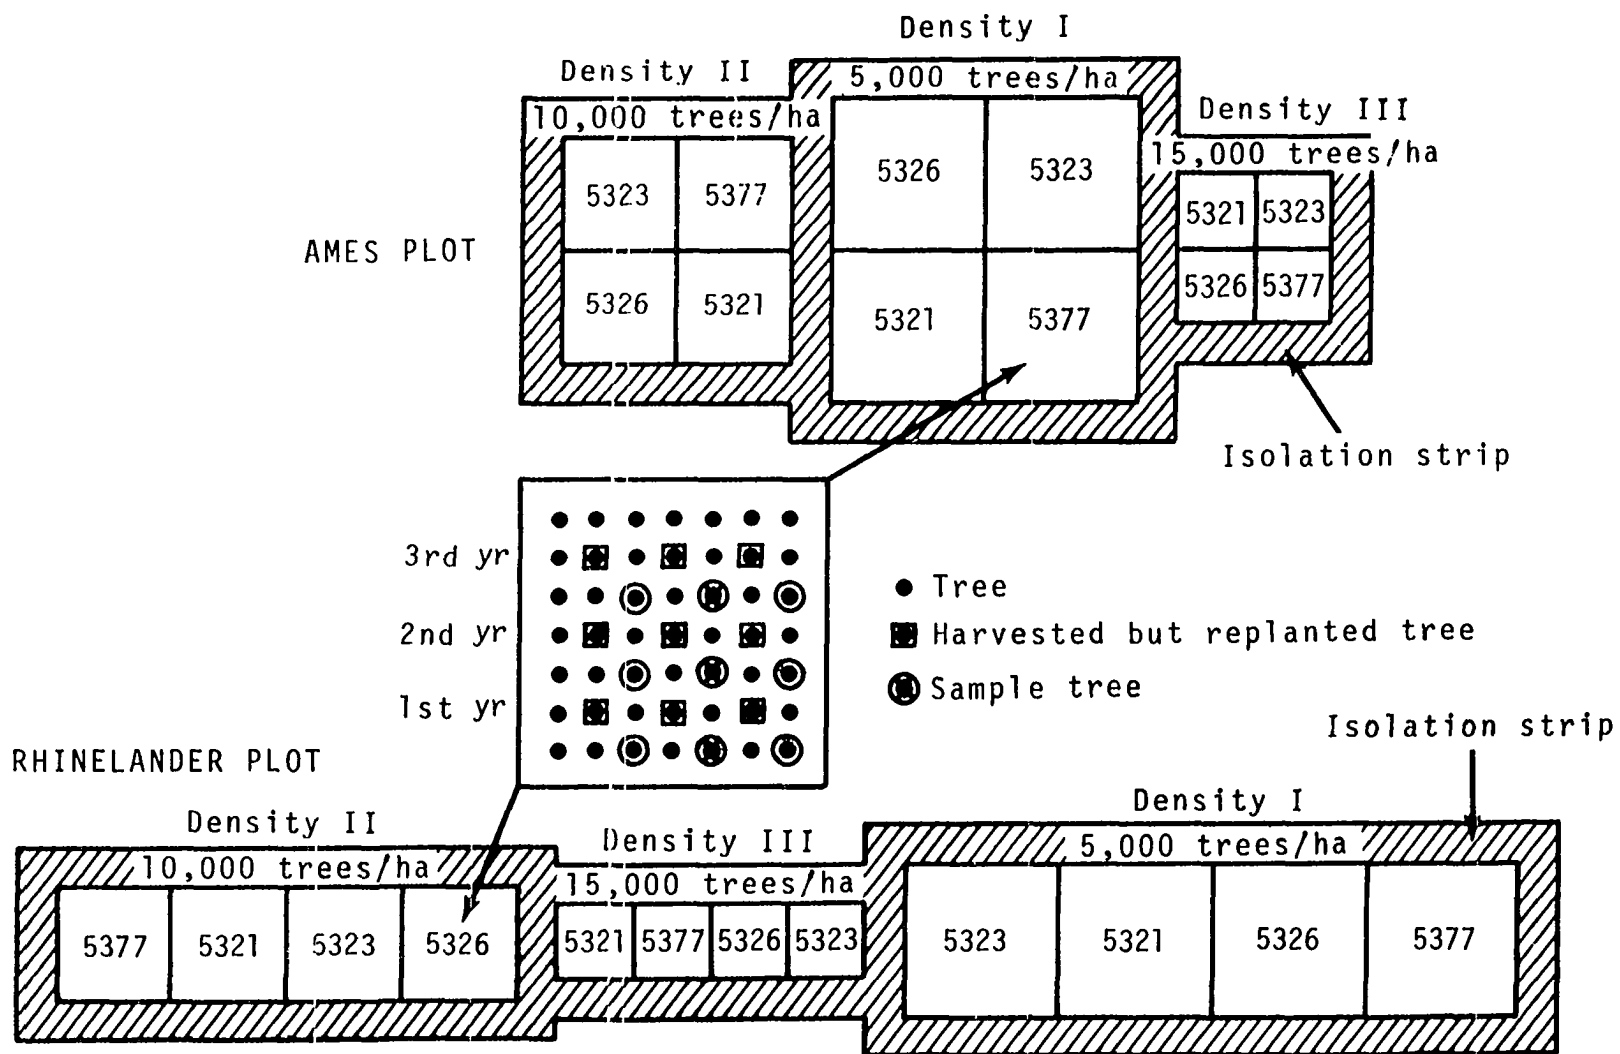 Density I
5,000 trees/ha
Density II
10,000 trees/ha
Density III
15,000 trees/ha
5326 5323
5323 5377
5321 5323
AMES PLOT
5326 5321
5321 5377
5326 5377
Isolation strip
3rd yr
2nd yr
1st yr
Tree
Harvested but replanted tree
Sample tree
Isolation strip
RHINELANDER PLOT
Density II
10,000 trees/ha
Density III
15,000 trees/ha
Density I
5,000 trees/ha
5377 5321 5323 5326
5321 5377 5326 5323
5323 5321 5326 5377